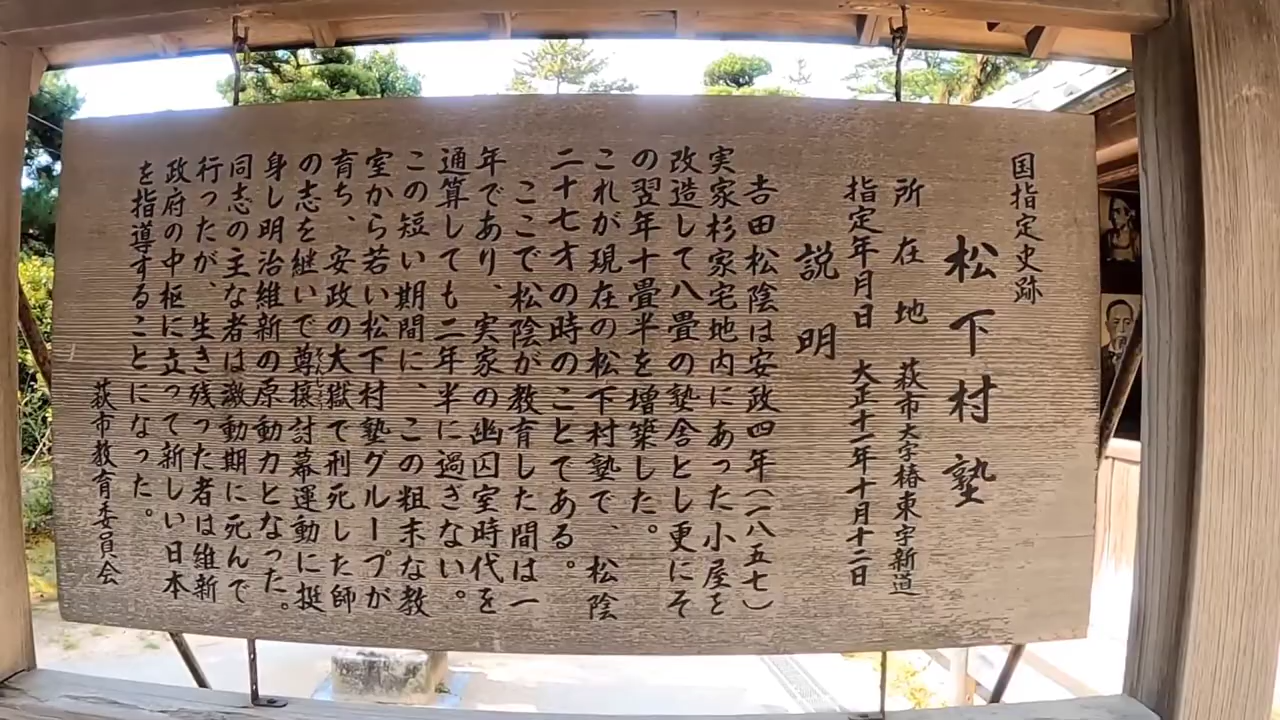 国指定史跡
松下村塾
所在地 萩市大字椿東字新道
指定年月日 大正十一年十月十二日
説明
吉田松陰は安政四年(一八五七)
実家杉家宅地内にあった小屋を
改造して八畳の塾舎とし更にそ
の翌年十畳半を増築した。
これが現在の松下村塾で、松陰
二十七才の時のことてある。
ここで松陰が教育した間は一
年であり、実家の幽囚室時代を
通算しても二年半に過さない。
この短い期間に、この粗末な教
室から若い松下村塾グループが
育ち、安政の大獄て刑死した師
の志を継いで尊攘討幕運動に挺
身し明治維新の原動力となった。
同志の主な者は激動期に死んで
行ったが、生き残った者は維新
政府の中枢に立って新しい日本
を指導することになった。
萩市教育委員会